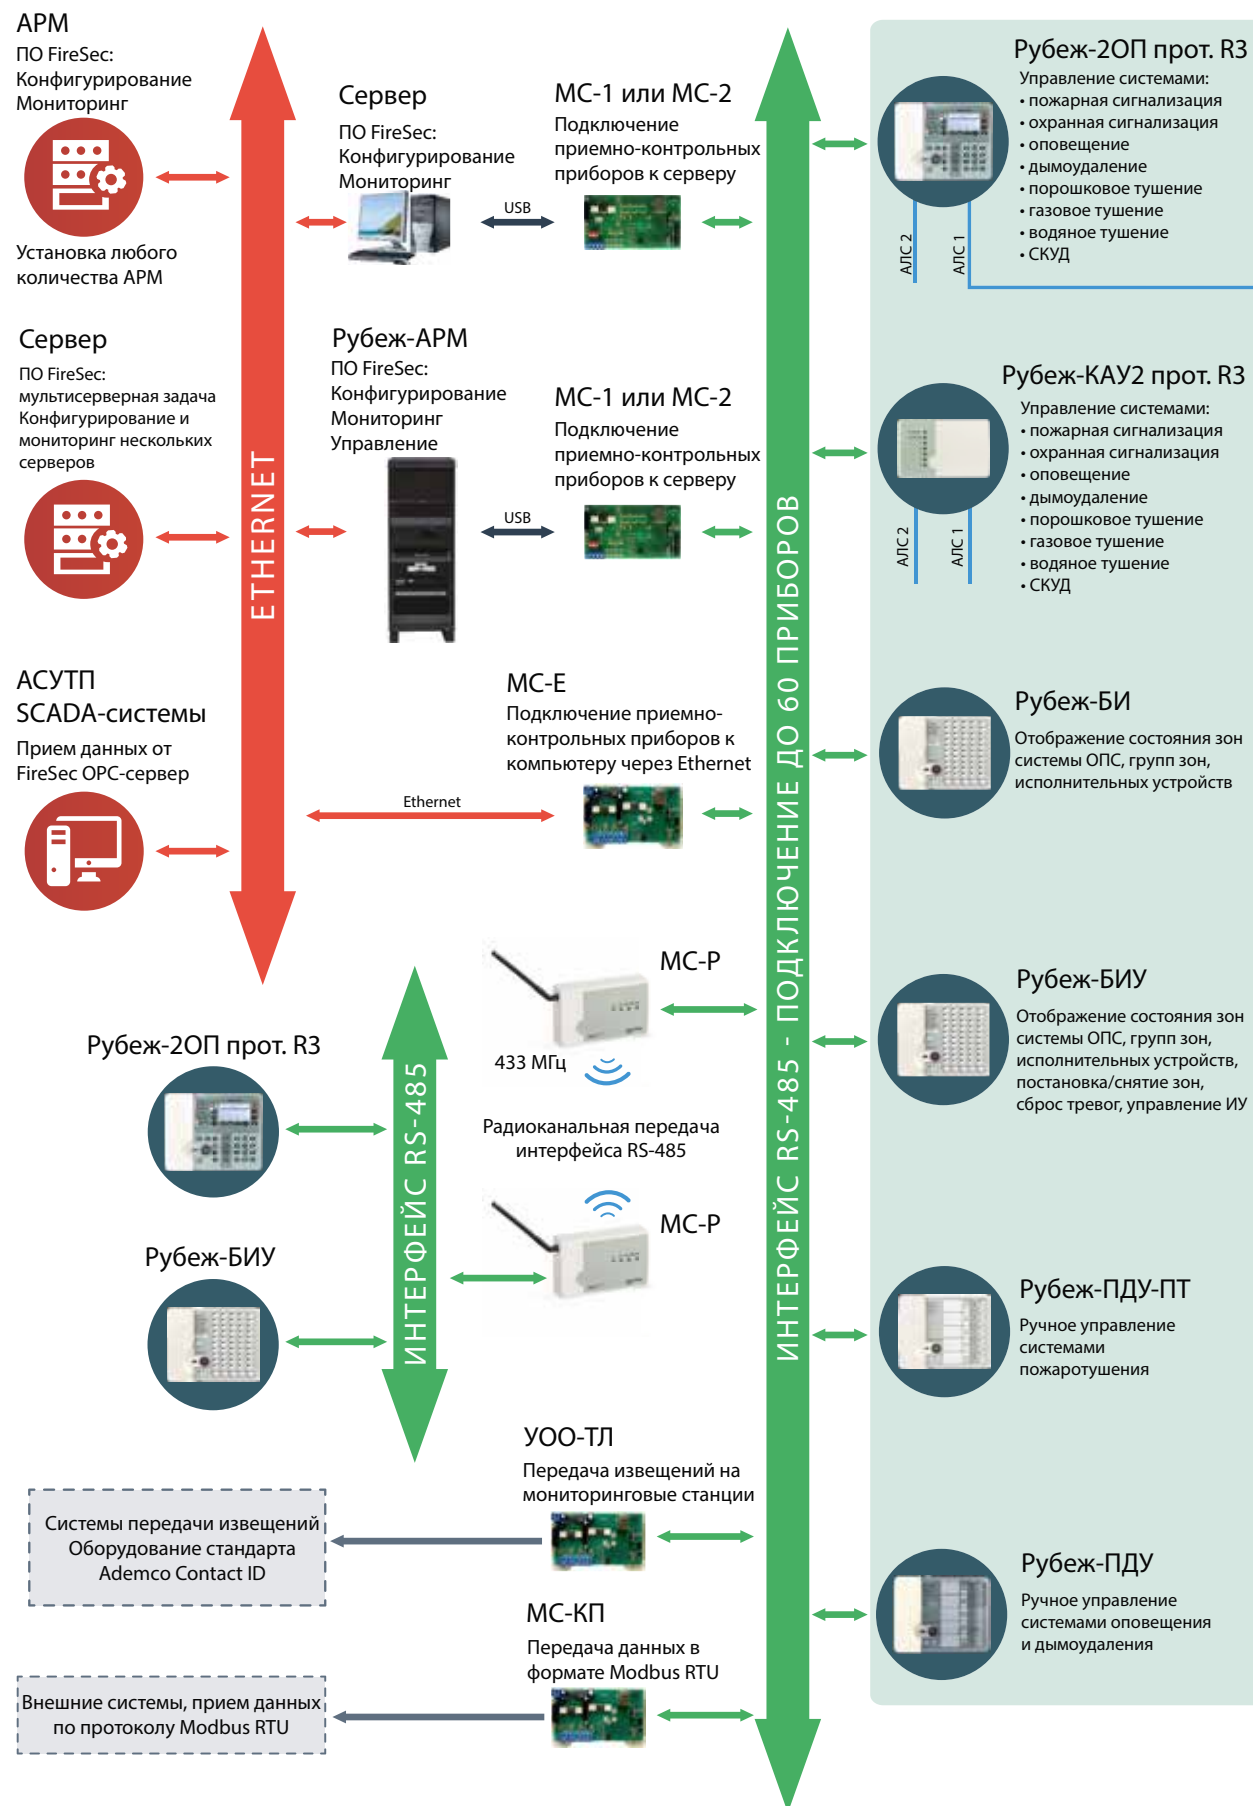 АРМ
ПО FireSec:
Конфигурирование
Мониторинг
Установка любого
количества АРМ
Сервер
ПО FireSec:
мультисерверная задача
Конфигурирование и
мониторинг нескольких
серверов
АСУТП
SCADA-системы
Прием данных от
FireSec OPC-сервер
ETHERNET
Сервер
ПО FireSec:
Конфигурирование
Мониторинг
USB
МС-1 или МС-2
Подключение
приемно-контрольных
приборов к серверу
Рубеж-АРМ
ПО FireSec:
Конфигурирование
Мониторинг
Управление
USB
МС-1 или МС-2
Подключение
приемно-контрольных
приборов к серверу
МС-Е
Подключение приемно-
контрольных приборов к
компьютеру через Ethernet
Ethernet
МС-Р
433 МГц
Радиоканальная передача
интерфейса RS-485
МС-Р
Рубеж-2ОП прот. R3
Рубеж-БИУ
ИНТЕРФЕЙС RS-485
УОО-ТЛ
Передача извещений на
мониторинговые станции
Системы передачи извещений
Оборудование стандарта
Ademco Contact ID
МС-КП
Передача данных в
формате Modbus RTU
Внешние системы, прием данных
по протоколу Modbus RTU
ИНТЕРФЕЙС RS-485 - ПОДКЛЮЧЕНИЕ ДО 60 ПРИБОРОВ
Рубеж-2ОП прот. R3
Управление системами:
• пожарная сигнализация
• охранная сигнализация
• оповещение
• дымоудаление
• порошковое тушение
• газовое тушение
• водяное тушение
• СКУД
АЛС 2
АЛС 1
Рубеж-КАУ2 прот. R3
Управление системами:
• пожарная сигнализация
• охранная сигнализация
• оповещение
• дымоудаление
• порошковое тушение
• газовое тушение
• водяное тушение
• СКУД
АЛС 2
АЛС 1
Рубеж-БИ
Отображение состояния зон
системы ОПС, групп зон,
исполнительных устройств
Рубеж-БИУ
Отображение состояния зон
системы ОПС, групп зон,
исполнительных устройств,
постановка/снятие зон,
сброс тревог, управление ИУ
Рубеж-ПДУ-ПТ
Ручное управление
системами
пожаротушения
Рубеж-ПДУ
Ручное управление
системами оповещения
и дымоудаления